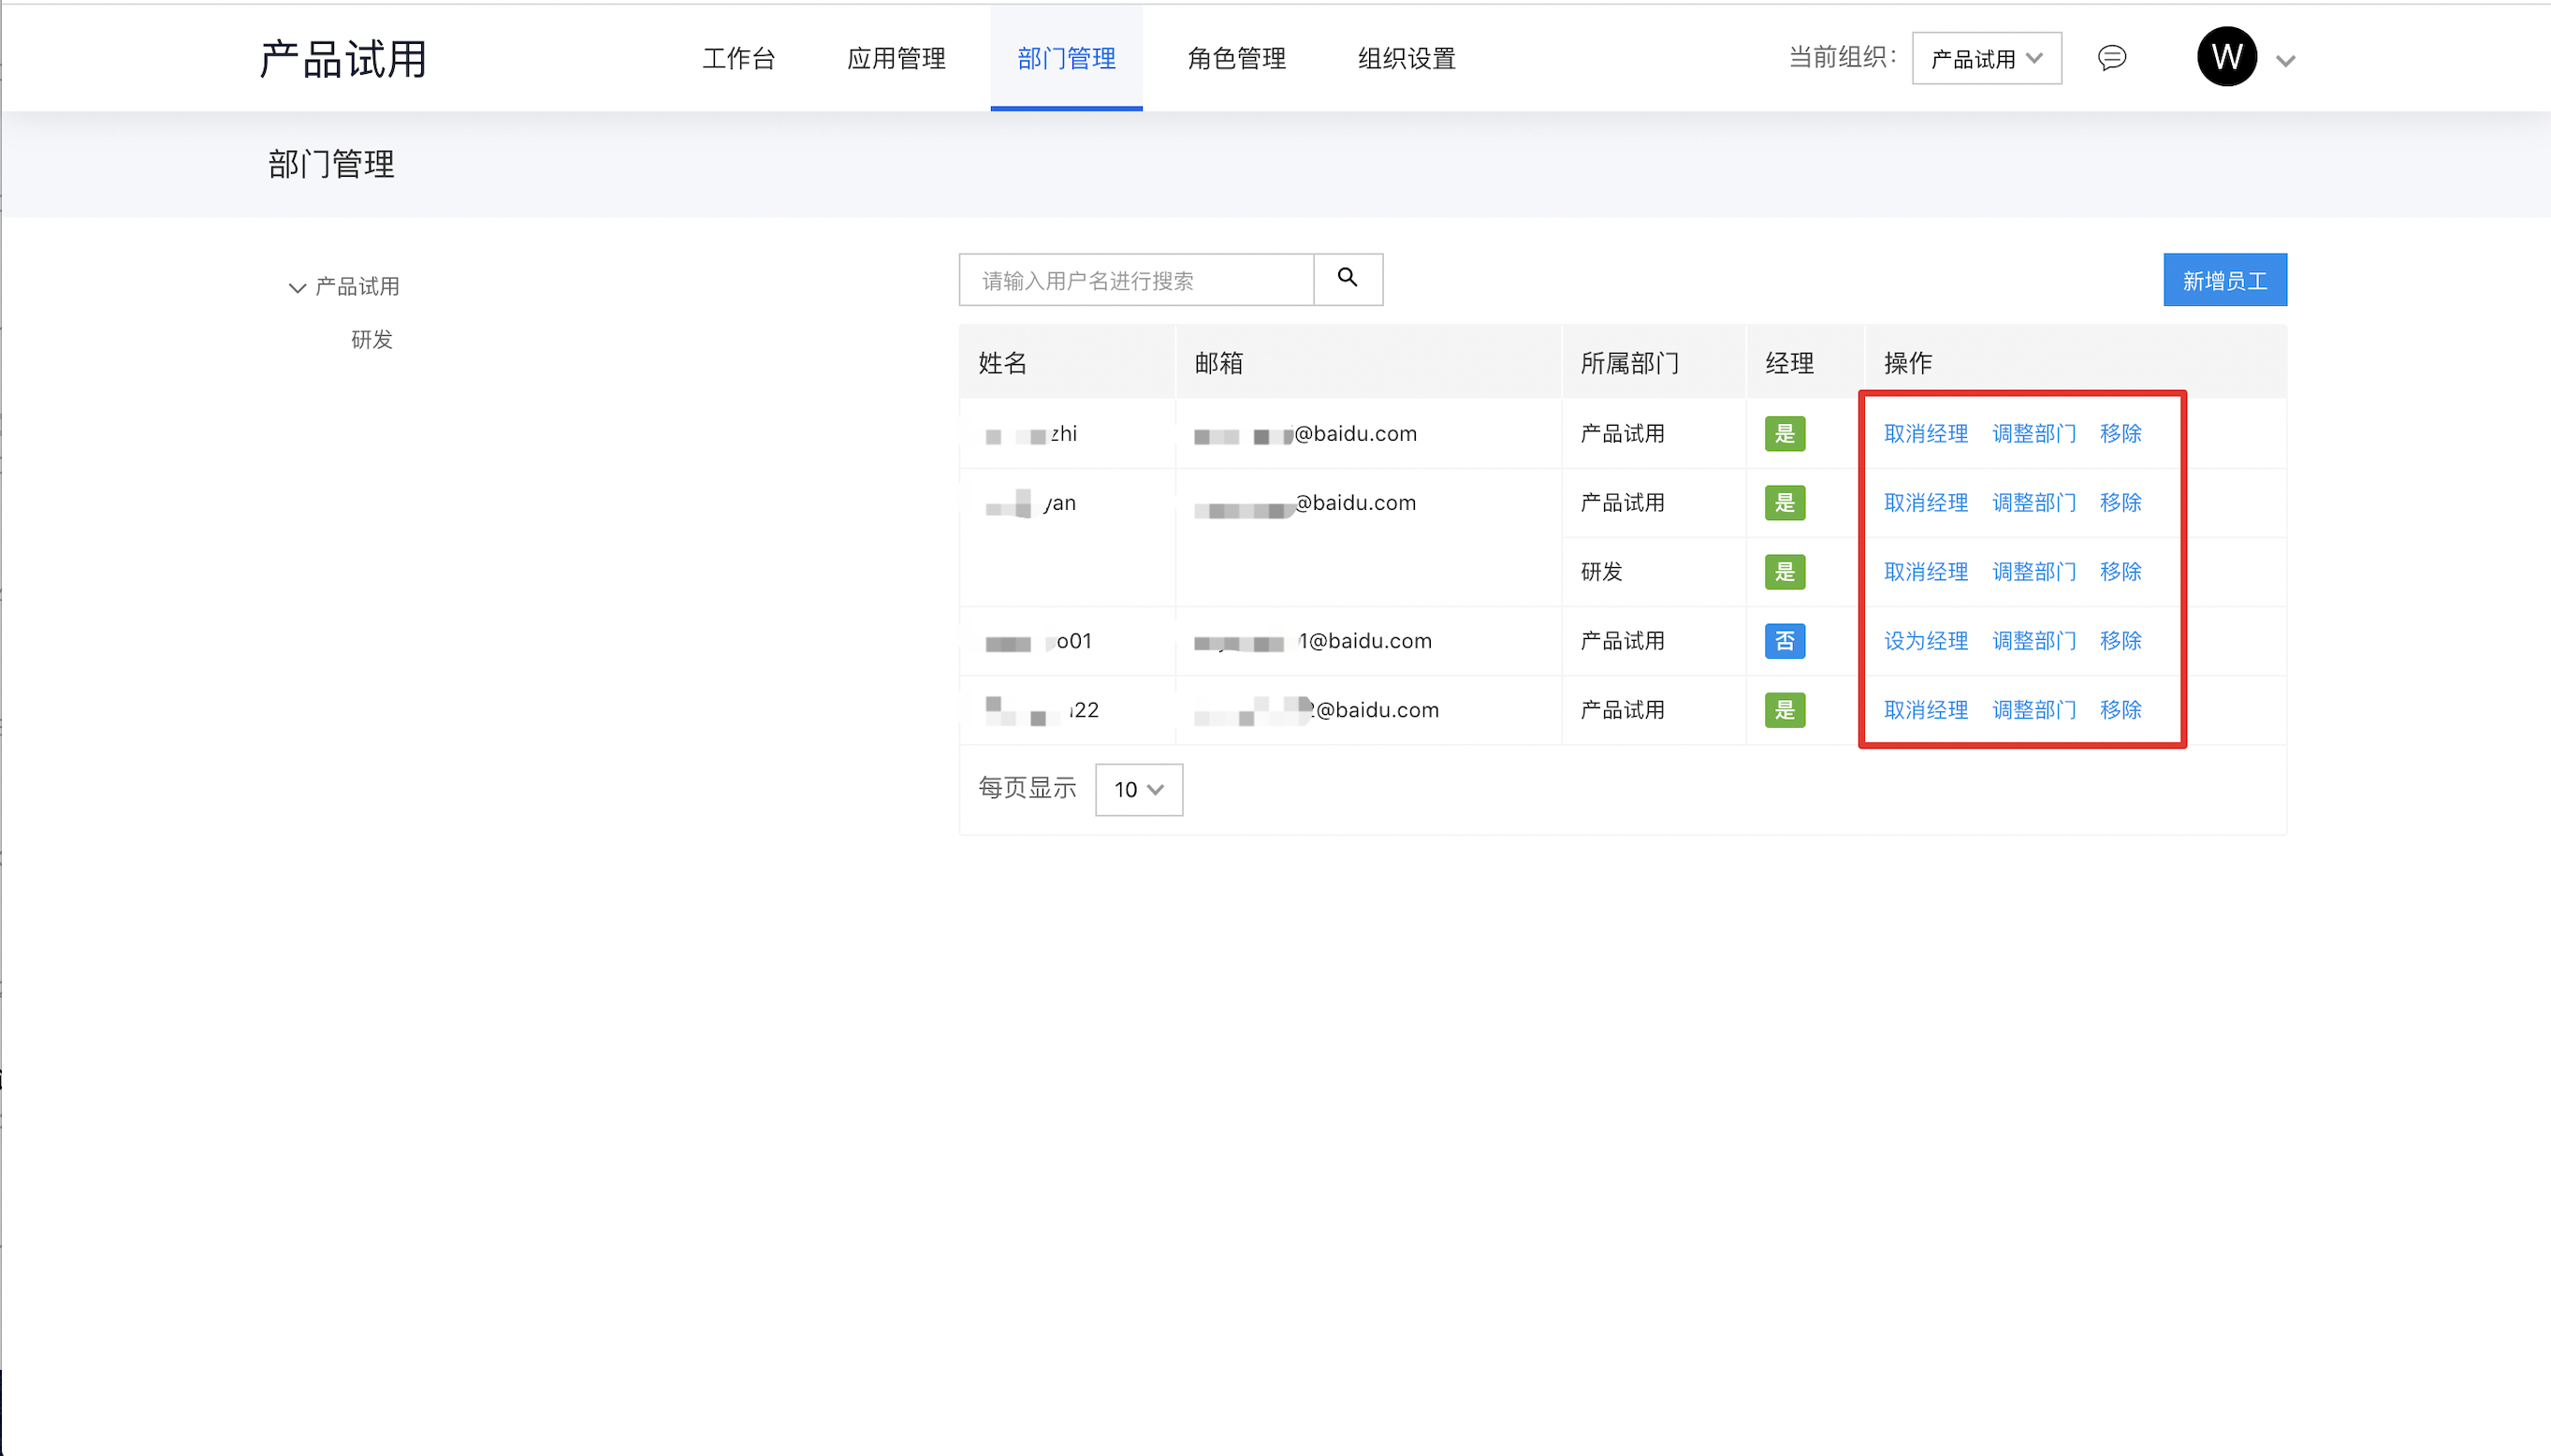 产品试用 工作台 应用管理 部门管理 角色管理 组织设置 当前组织: 产品试用 W
部门管理
产品试用
研发
请输入用户名进行搜索 新增员工
姓名 邮箱 所属部门 经理 操作
zhi @baidu.com 产品试用 是 取消经理 调整部门 移除
yan @baidu.com 产品试用 是 取消经理 调整部门 移除
研发 是 取消经理 调整部门 移除
o01 1@baidu.com 产品试用 否 设为经理 调整部门 移除
22 @baidu.com 产品试用 是 取消经理 调整部门 移除
每页显示 10